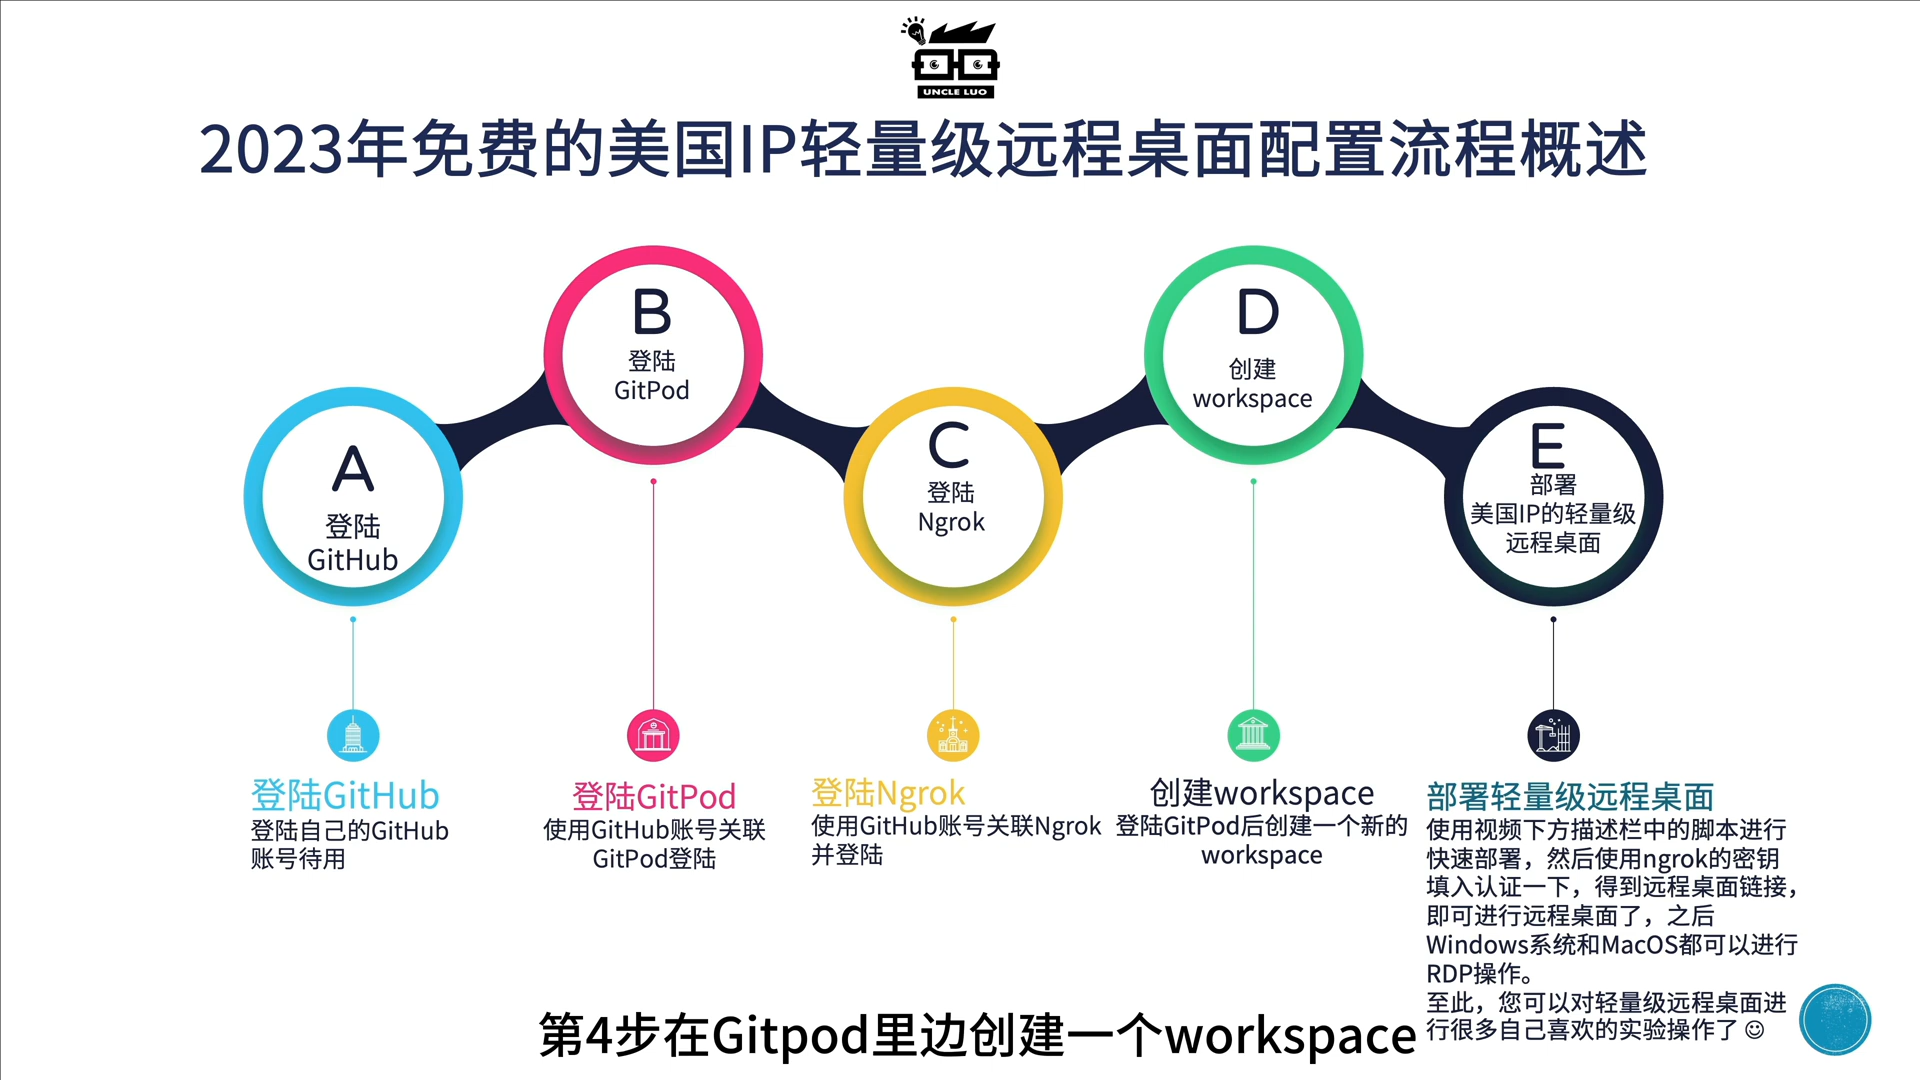 UNCLE LUO
2023年免费的美国IP轻量级远程桌面配置流程概述
A
登陆
GitHub
B
登陆
GitPod
C
登陆
Ngrok
D
创建
workspace
E
部署
美国IP的轻量级
远程桌面
登陆GitHub
登陆自己的GitHub
账号待用
登陆GitPod
使用GitHub账号关联
GitPod登陆
登陆Ngrok
使用GitHub账号关联Ngrok
并登陆
创建workspace
登陆GitPod后创建一个新的
workspace
部署轻量级远程桌面
使用视频下方描述栏中的脚本进行
快速部署，然后使用ngrok的密钥
填入认证一下，得到远程桌面链接，
即可进行远程桌面了，之后
Windows系统和MacOS都可以进行
RDP操作。
至此，您可以对轻量级远程桌面进
行很多自己喜欢的实验操作了☺
第4步在Gitpod里边创建一个workspace